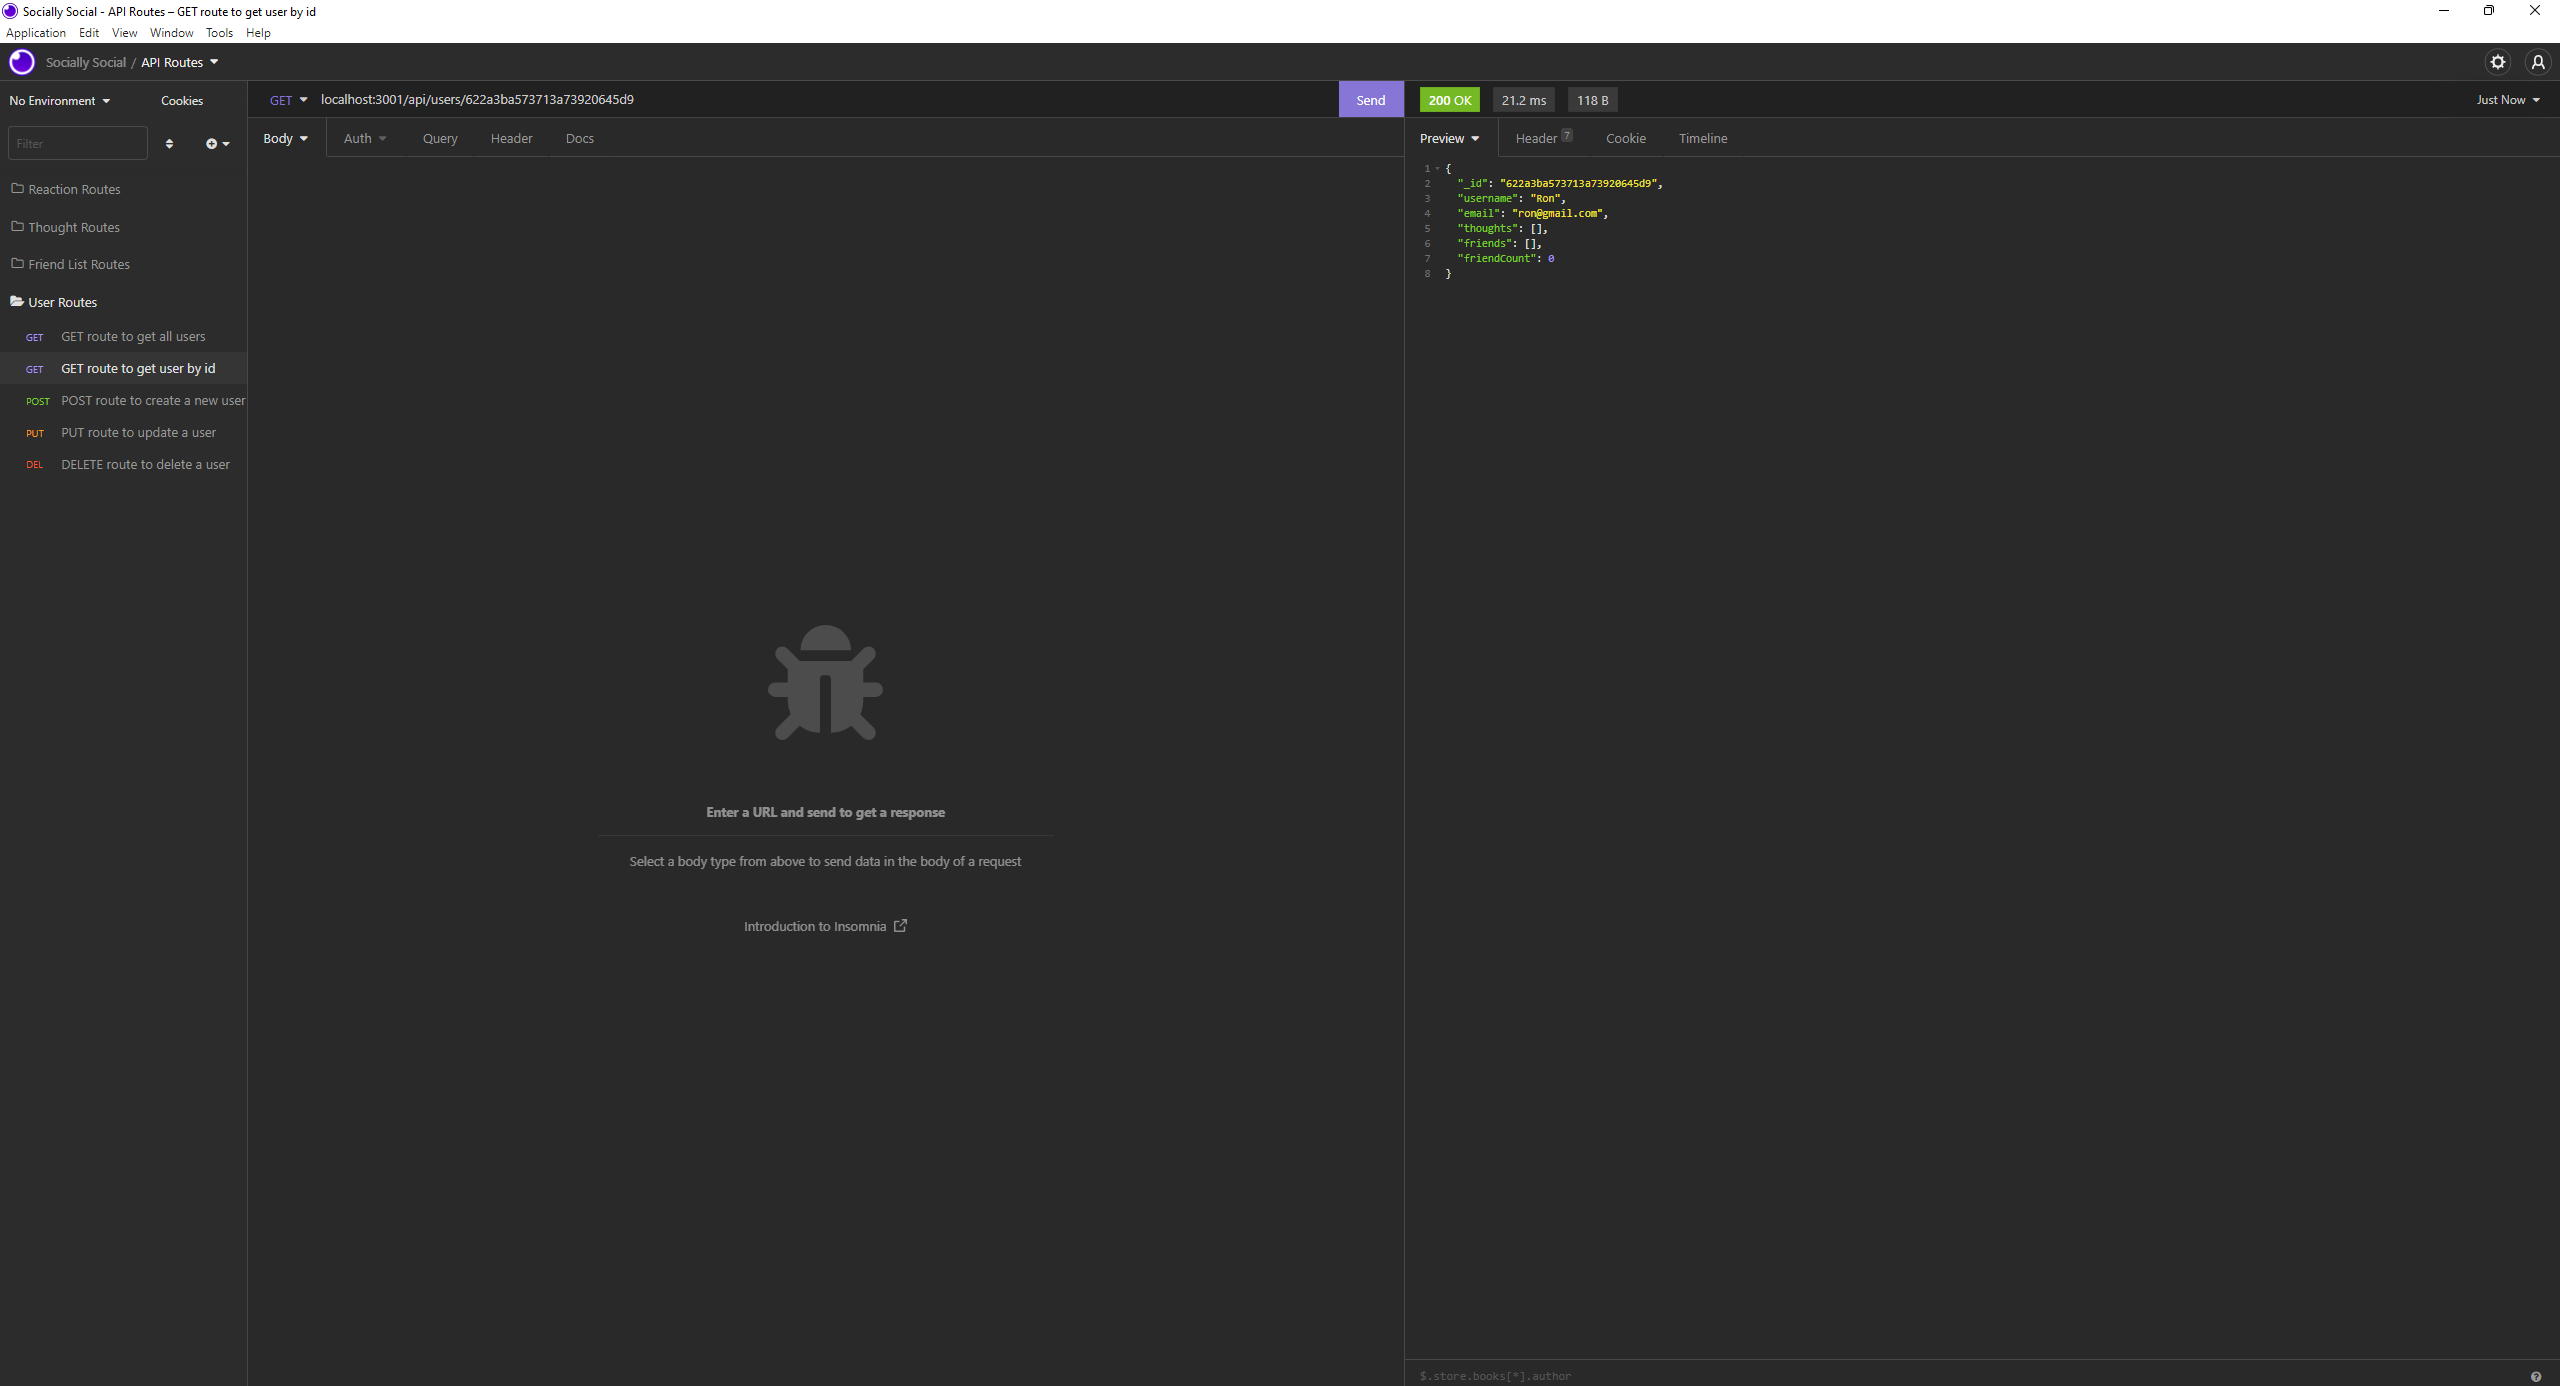 Socially Social - API Routes – GET route to get user by id
Application Edit View Window Tools Help
Socially Social / API Routes
No Environment Cookies
Filter
Reaction Routes
Thought Routes
Friend List Routes
User Routes
GET GET route to get all users
GET GET route to get user by id
POST POST route to create a new user
PUT PUT route to update a user
DEL DELETE route to delete a user
GET localhost:3001/api/users/622a3ba573713a73920645d9 Send
Body Auth Query Header Docs
Enter a URL and send to get a response
Select a body type from above to send data in the body of a request
Introduction to Insomnia
200 OK 21.2 ms 118 B Just Now
Preview Header 7 Cookie Timeline
1 {
2 "_id": "622a3ba573713a73920645d9",
3 "username": "Ron",
4 "email": "ron@gmail.com",
5 "thoughts": [],
6 "friends": [],
7 "friendCount": 0
8 }
$.store.books[*].author